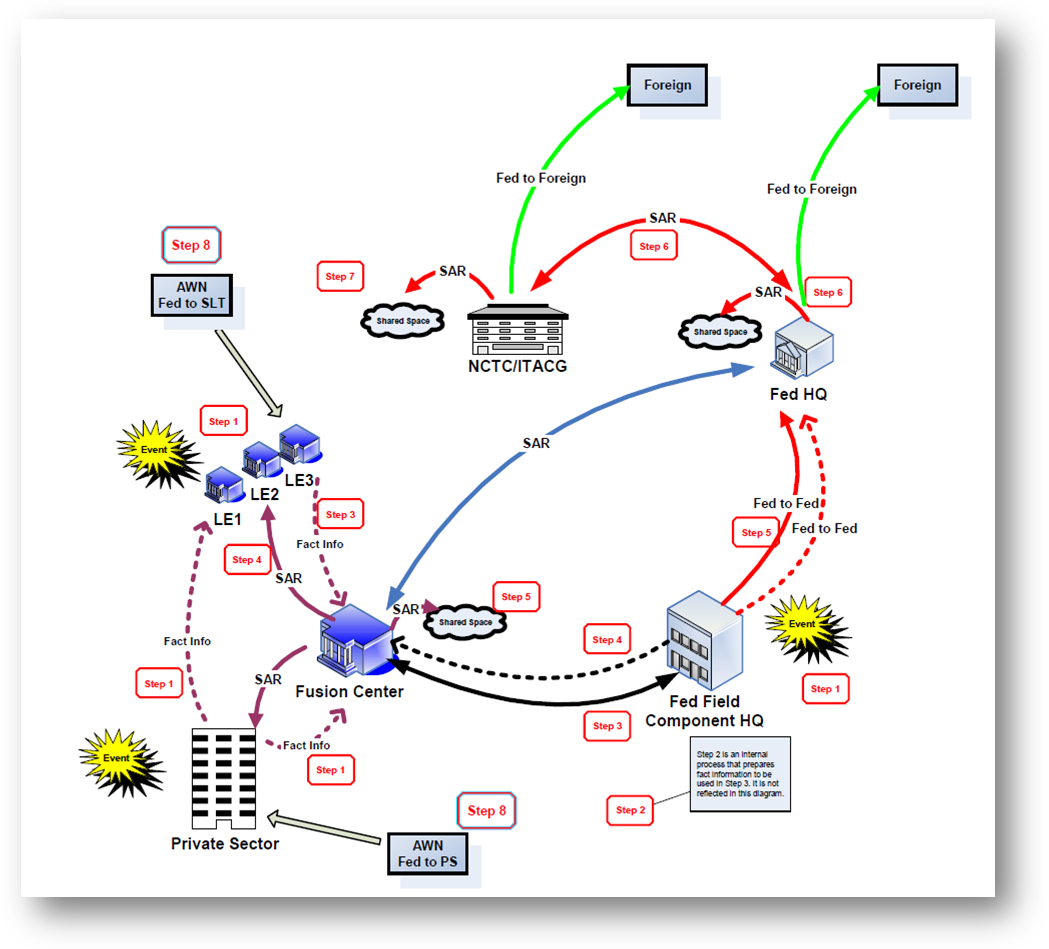 Foreign
Foreign
Fed to Foreign
Fed to Foreign
SAR
Step 6
Step 8
AWN
Fed to SLT
Step 7
SAR
Shared Space
NCTC/ITACG
SAR
Step 6
Shared Space
Fed HQ
Step 1
Event
LE3
LE2
LE1
SAR
Step 3
Fact Info
Step 4
SAR
Fed to Fed
Step 5
Fed to Fed
Fact Info
Step 1
SAR
Step 5
Shared Space
Fusion Center
SAR
Step 4
Step 3
Fed Field
Component HQ
Event
Step 1
Event
Fact Info
Step 1
Private Sector
Step 8
AWN
Fed to PS
Step 2
Step 2 is an internal
process that prepares
fact information to be
used in Step 3. It is not
reflected in this diagram.